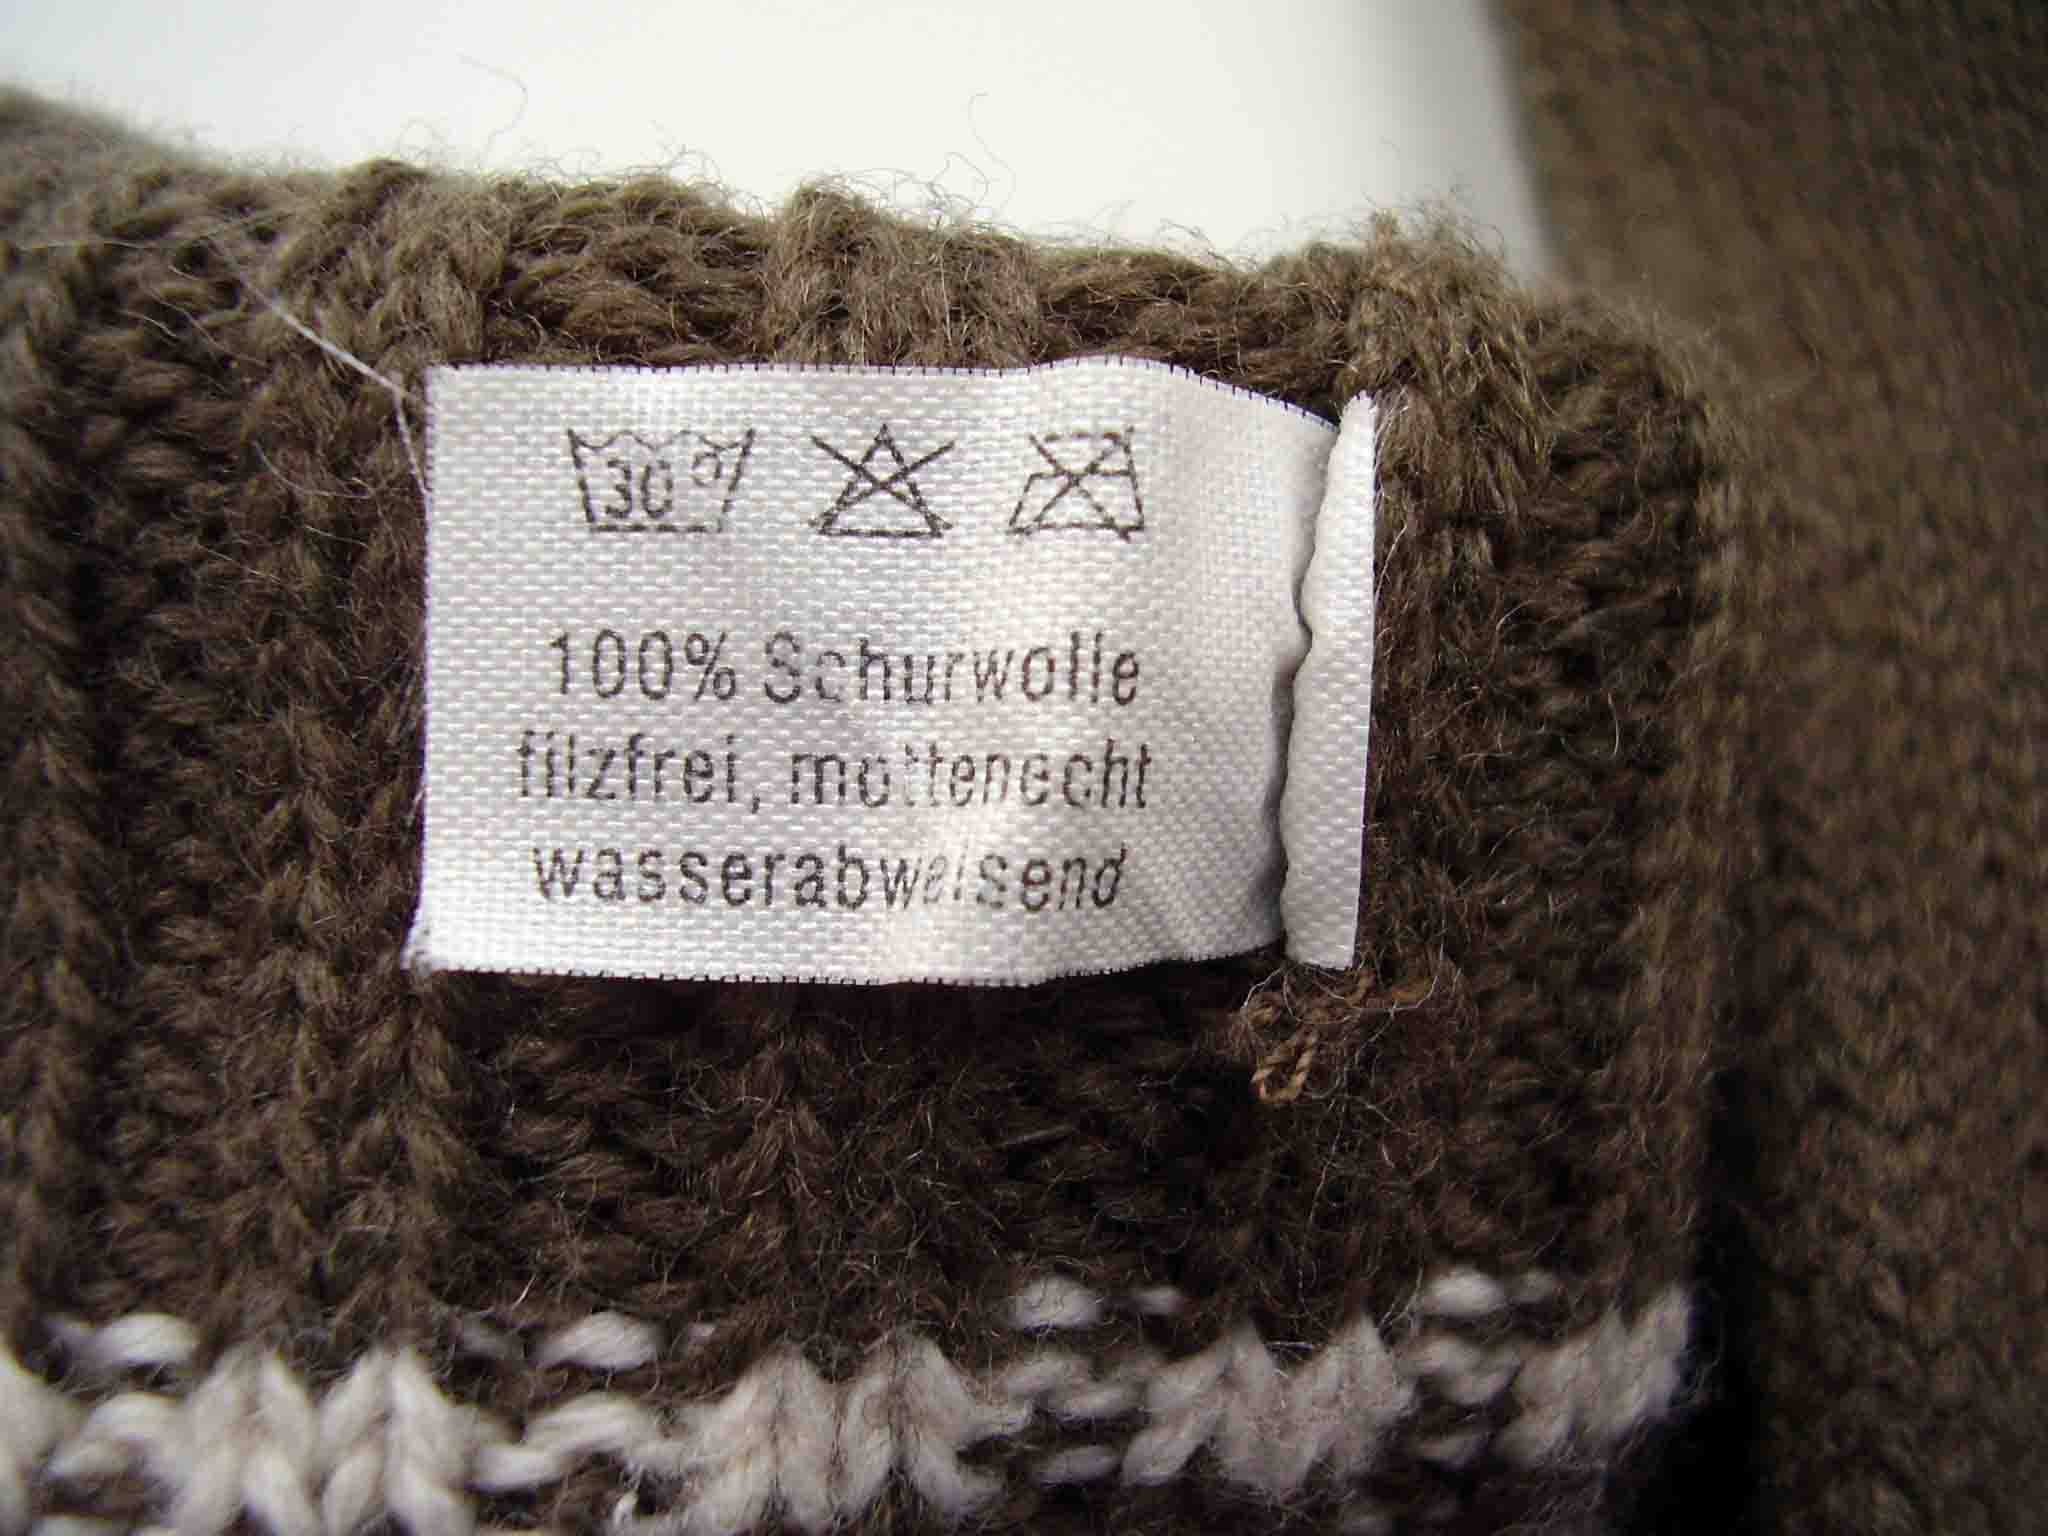 30°
100% Schurwolle
filzfrei, mottenecht
wasserabweisend